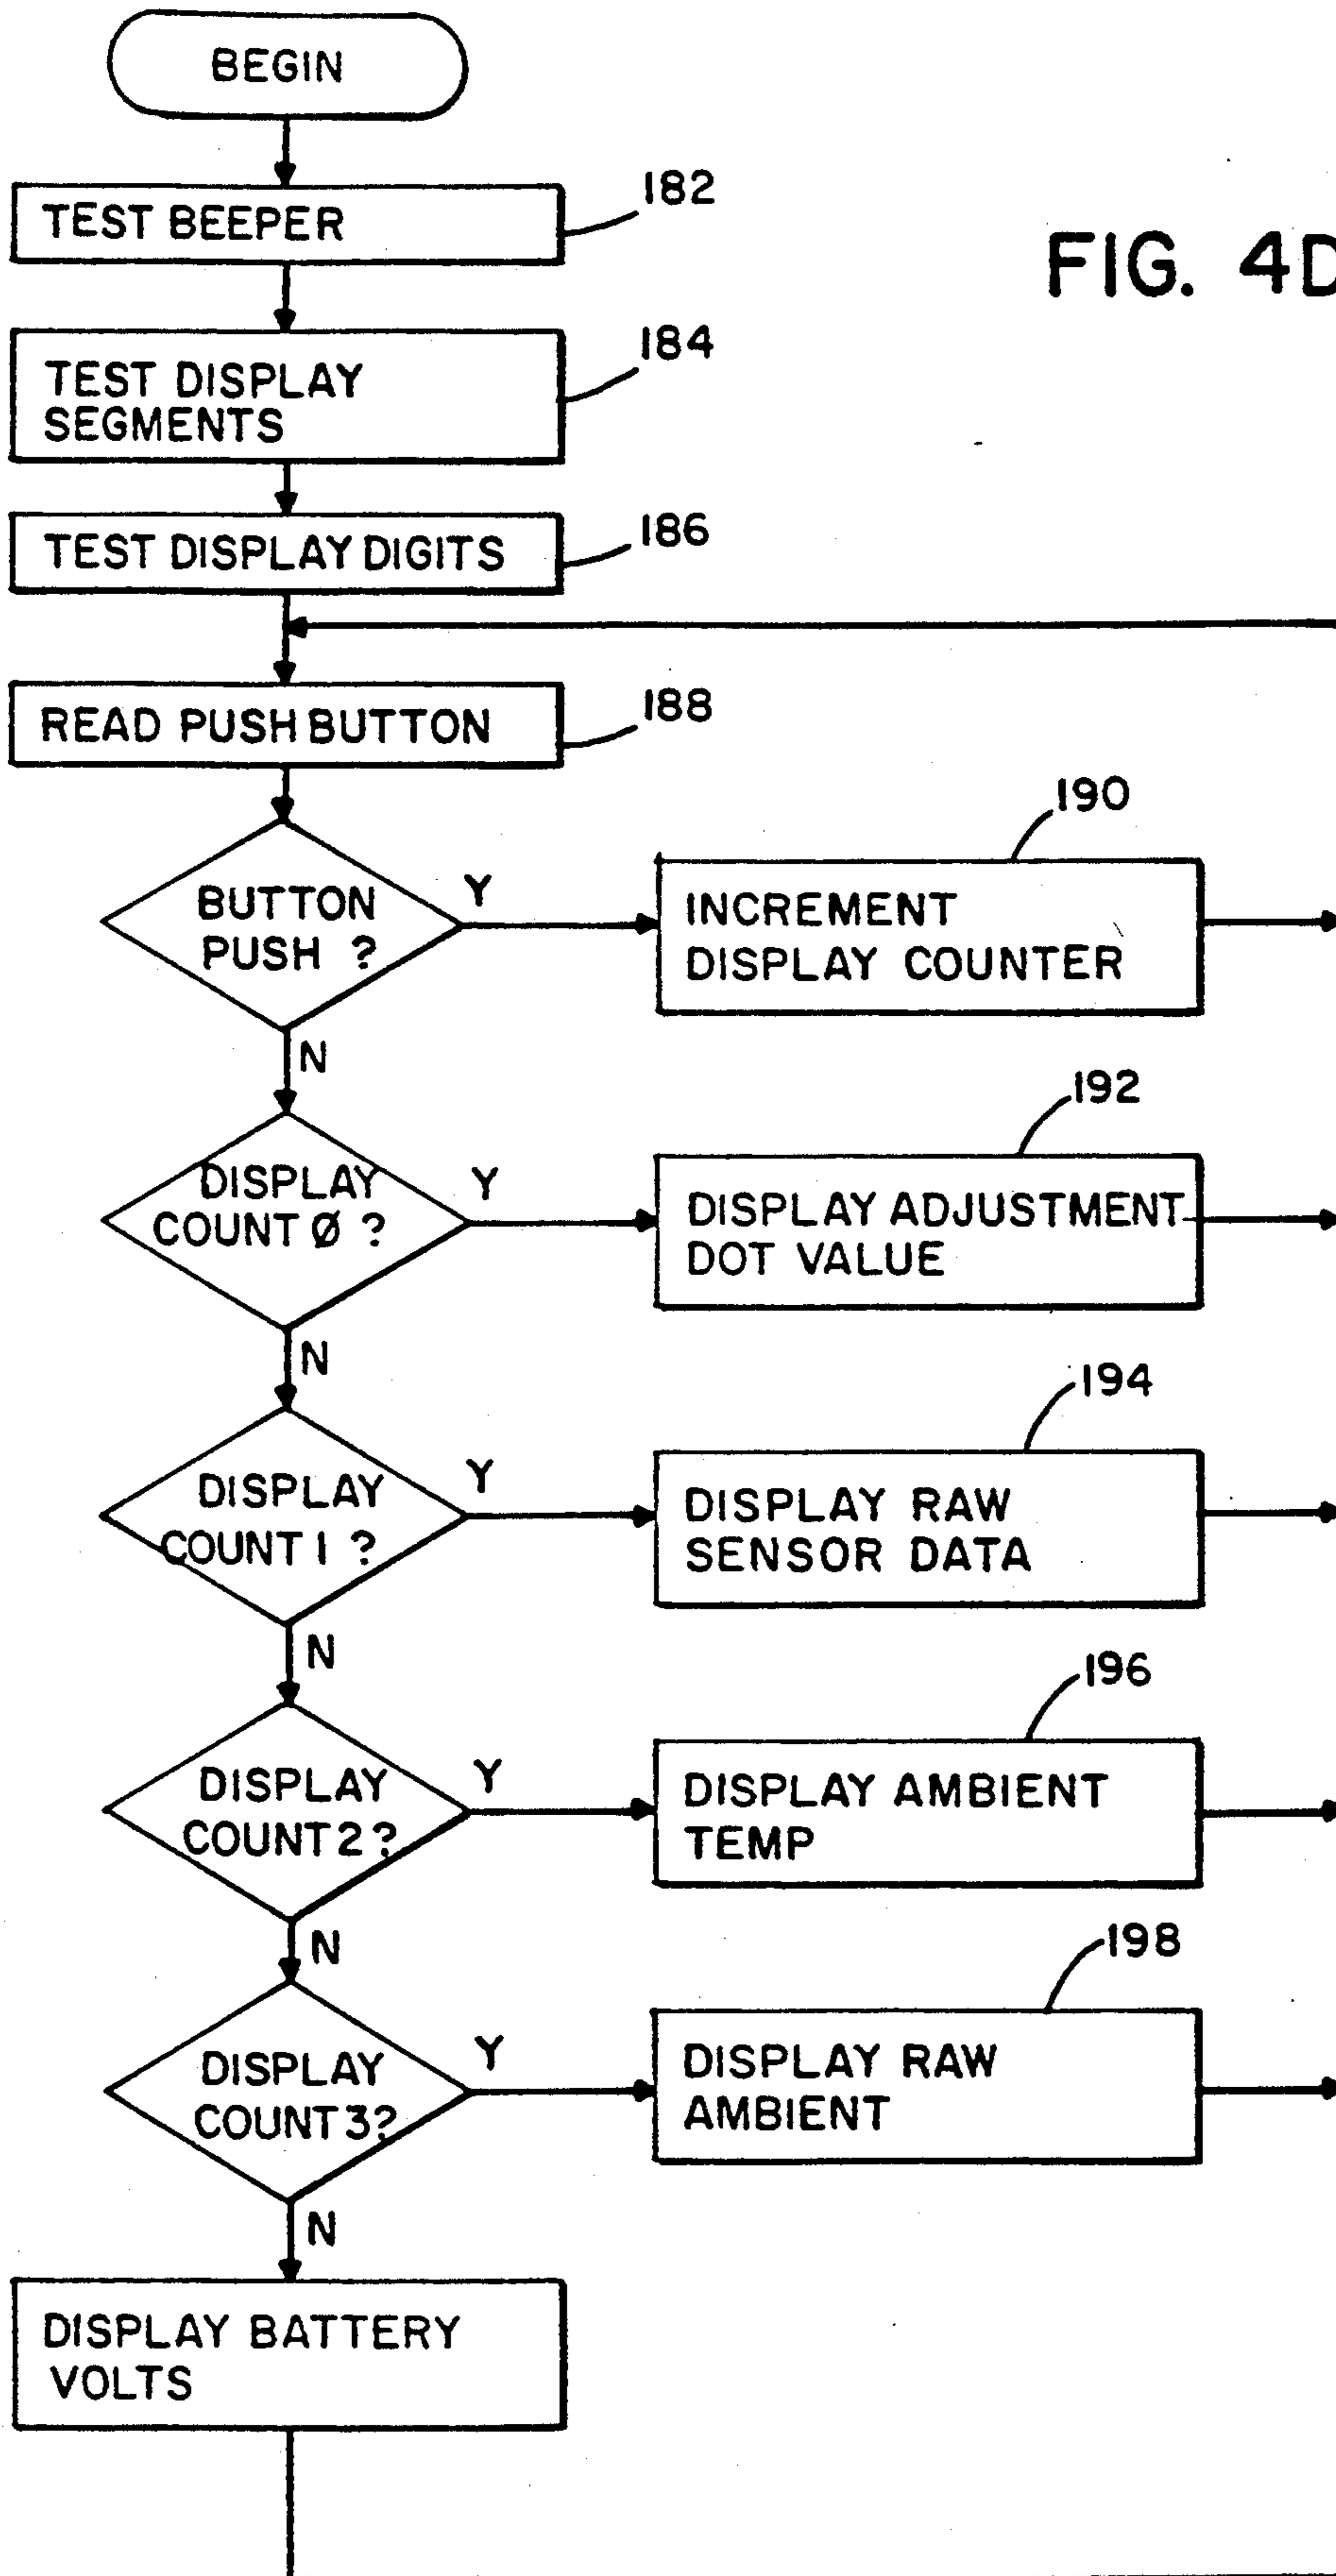 BEGIN
TEST BEEPER
182
FIG. 4D
TEST DISPLAY
SEGMENTS
184
TEST DISPLAY DIGITS
186
READ PUSH BUTTON
188
BUTTON
PUSH ?
Y
N
190
INCREMENT
DISPLAY COUNTER
DISPLAY
COUNT Ø ?
Y
N
192
DISPLAY ADJUSTMENT
DOT VALUE
DISPLAY
COUNT 1 ?
Y
N
194
DISPLAY RAW
SENSOR DATA
DISPLAY
COUNT 2?
Y
N
196
DISPLAY AMBIENT
TEMP
DISPLAY
COUNT 3?
Y
N
198
DISPLAY RAW
AMBIENT
DISPLAY BATTERY
VOLTS